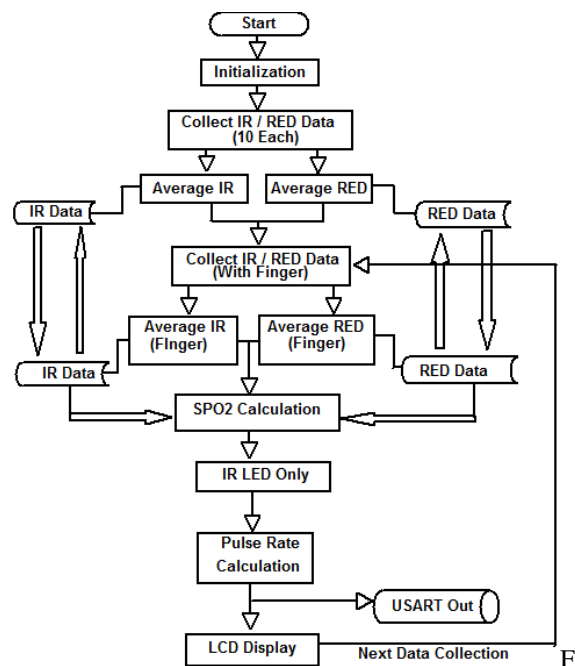 Start
Initialization
Collect IR / RED Data
(10 Each)
Average IR
Average RED
IR Data
RED Data
Collect IR / RED Data
(With Finger)
Average IR
(FInger)
Average RED
(Finger)
IR Data
RED Data
SPO2 Calculation
IR LED Only
Pulse Rate
Calculation
USART Out
LCD Display
Next Data Collection
F